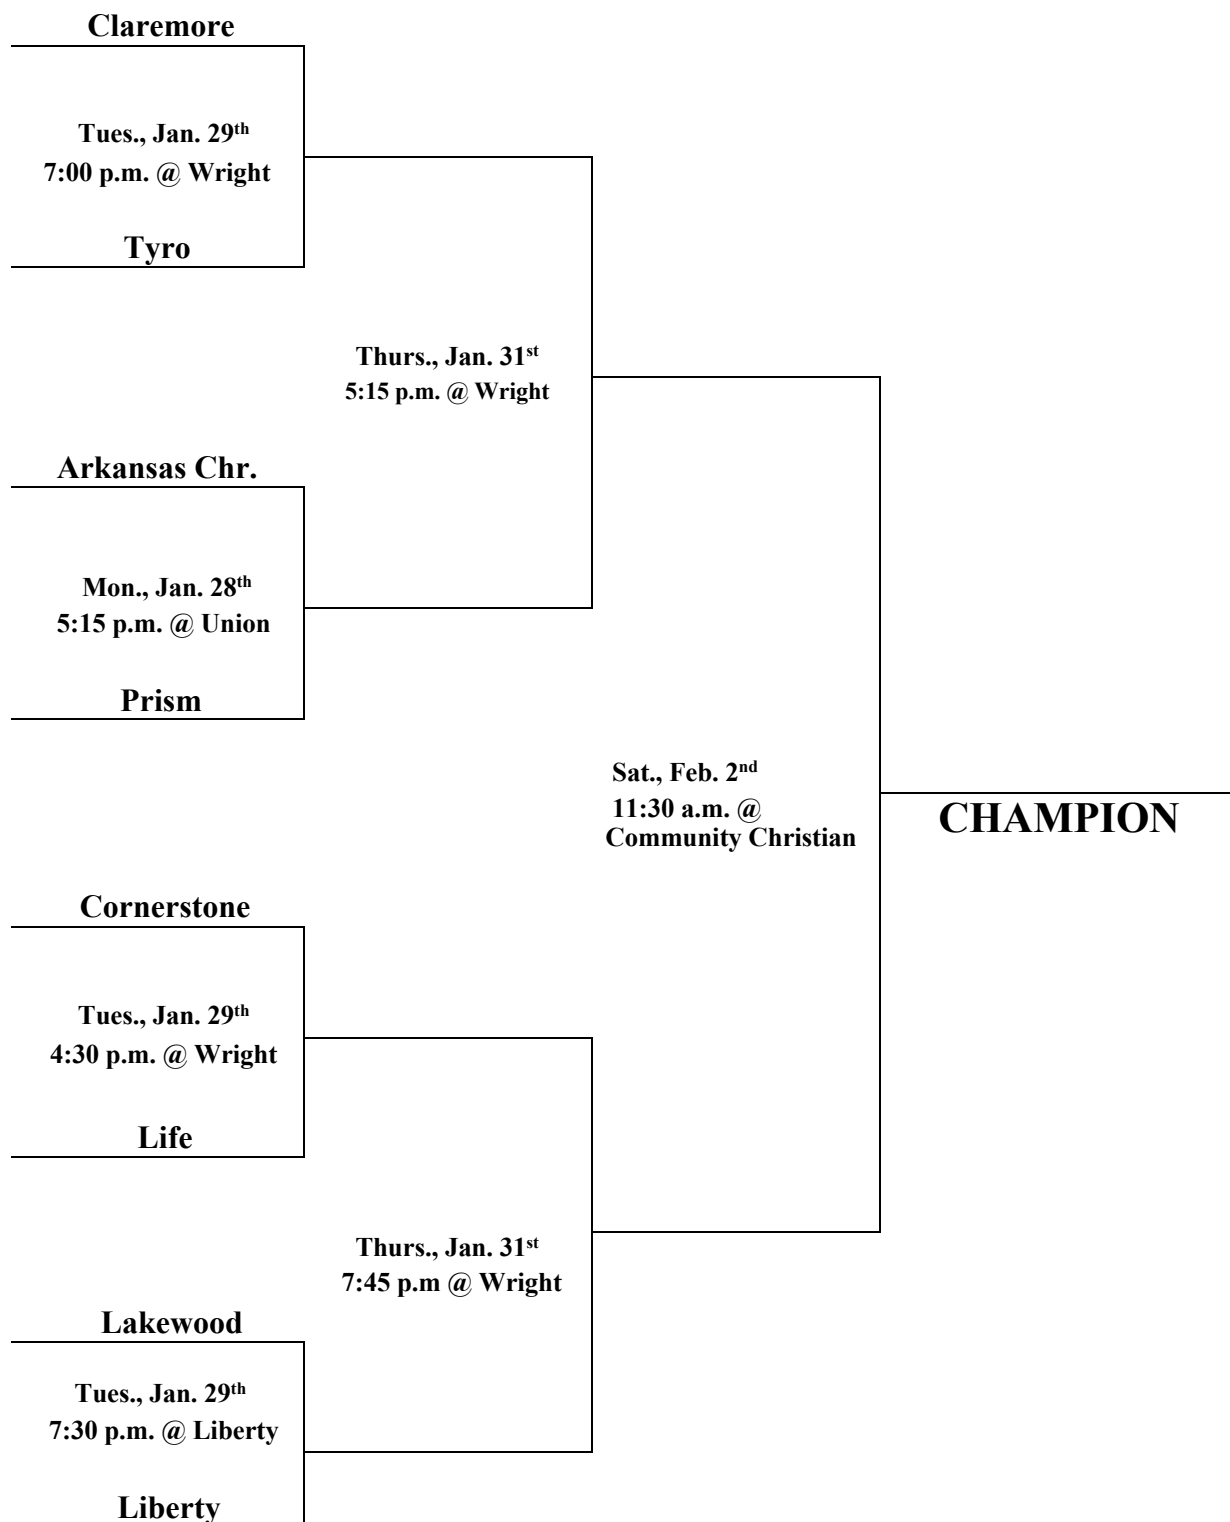 Claremore
Tues., Jan. 29th
7:00 p.m. @ Wright
Tyro
Thurs., Jan. 31st
5:15 p.m. @ Wright
Arkansas Chr.
Mon., Jan. 28th
5:15 p.m. @ Union
Prism
Sat., Feb. 2nd
11:30 a.m. @
Community Christian
CHAMPION
Cornerstone
Tues., Jan. 29th
4:30 p.m. @ Wright
Life
Thurs., Jan. 31st
7:45 p.m @ Wright
Lakewood
Tues., Jan. 29th
7:30 p.m. @ Liberty
Liberty